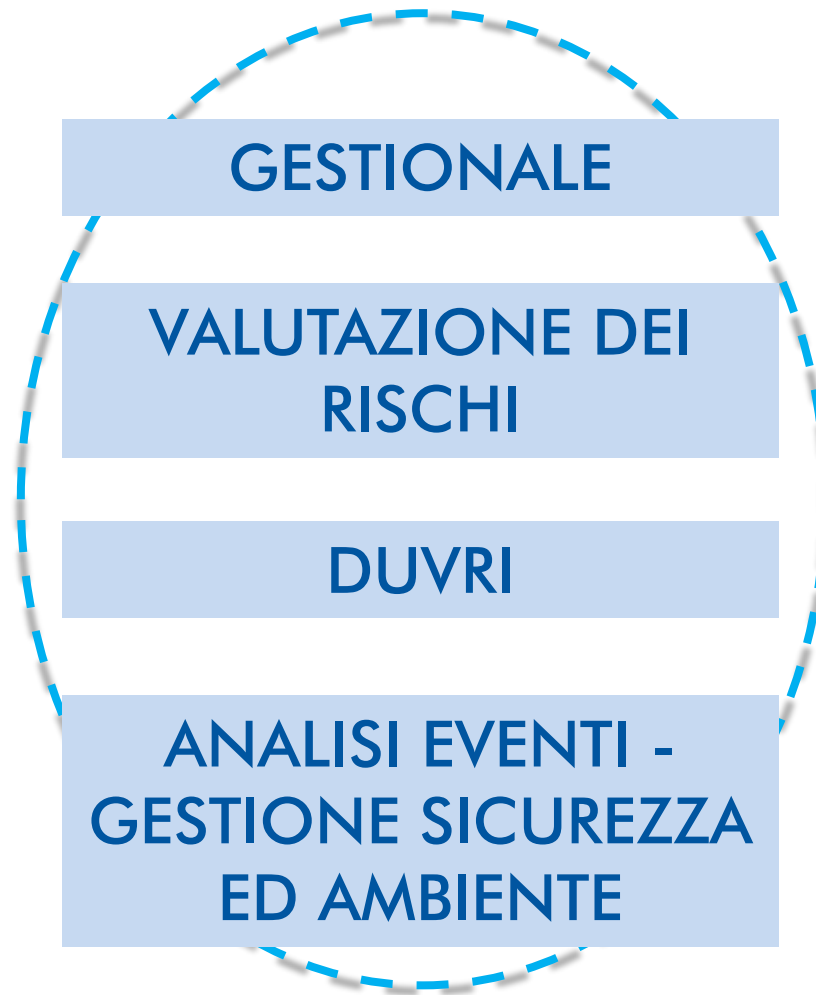 GESTIONALE
VALUTAZIONE DEI
RISCHI
DUVRI
ANALISI EVENTI -
GESTIONE SICUREZZA
ED AMBIENTE